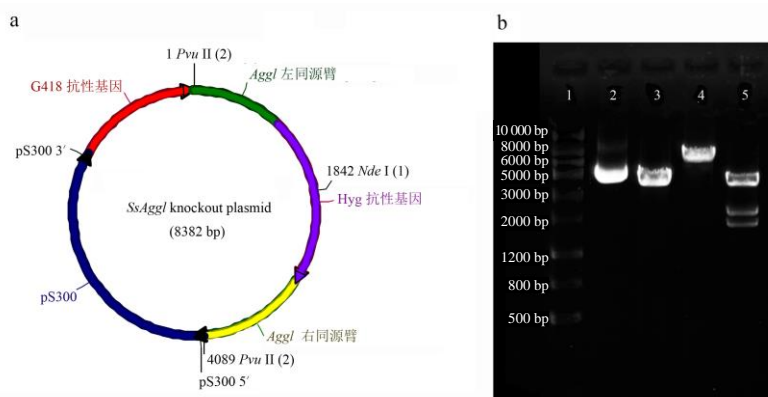 a
1 Pvu II (2)
G418 抗性基因
Aggl 左同源臂
pS300 3′
1842 Nde I (1)
Hyg 抗性基因
SsAggl knockout plasmid
(8382 bp)
pS300
Aggl 右同源臂
4089 Pvu II (2)
pS300 5′
b
1 2 3 4 5
10 000 bp
8000 bp
6000 bp
5000 bp
3000 bp
2000 bp
1200 bp
800 bp
500 bp